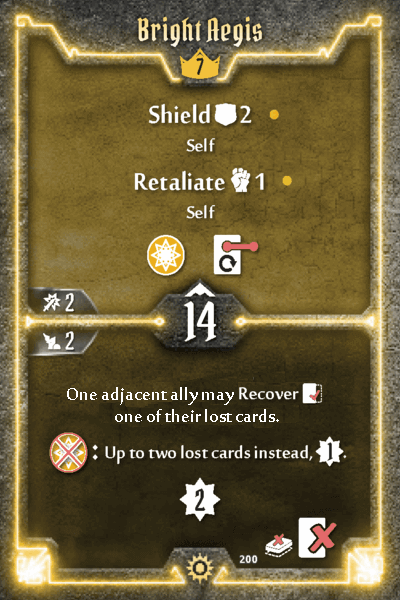 Bright Aegis
7
Shield 2
Self
Retaliate 1
Self
2
14
2
One adjacent ally may Recover
one of their lost cards.
: Up to two lost cards instead, 1.
2
200